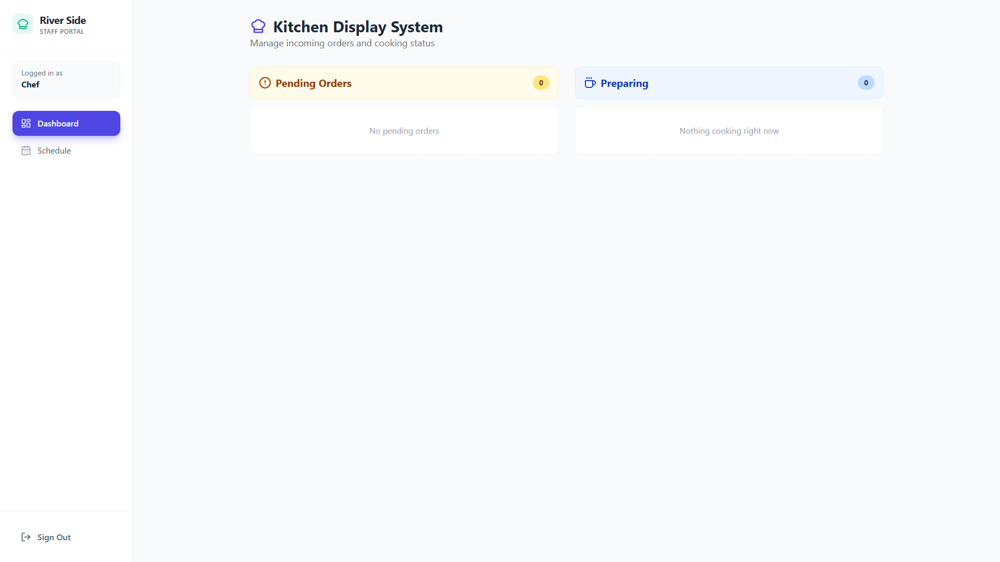 River Side
STAFF PORTAL
Logged in as
Chef
Dashboard
Schedule
Sign Out
Kitchen Display System
Manage incoming orders and cooking status
Pending Orders
0
No pending orders
Preparing
0
Nothing cooking right now